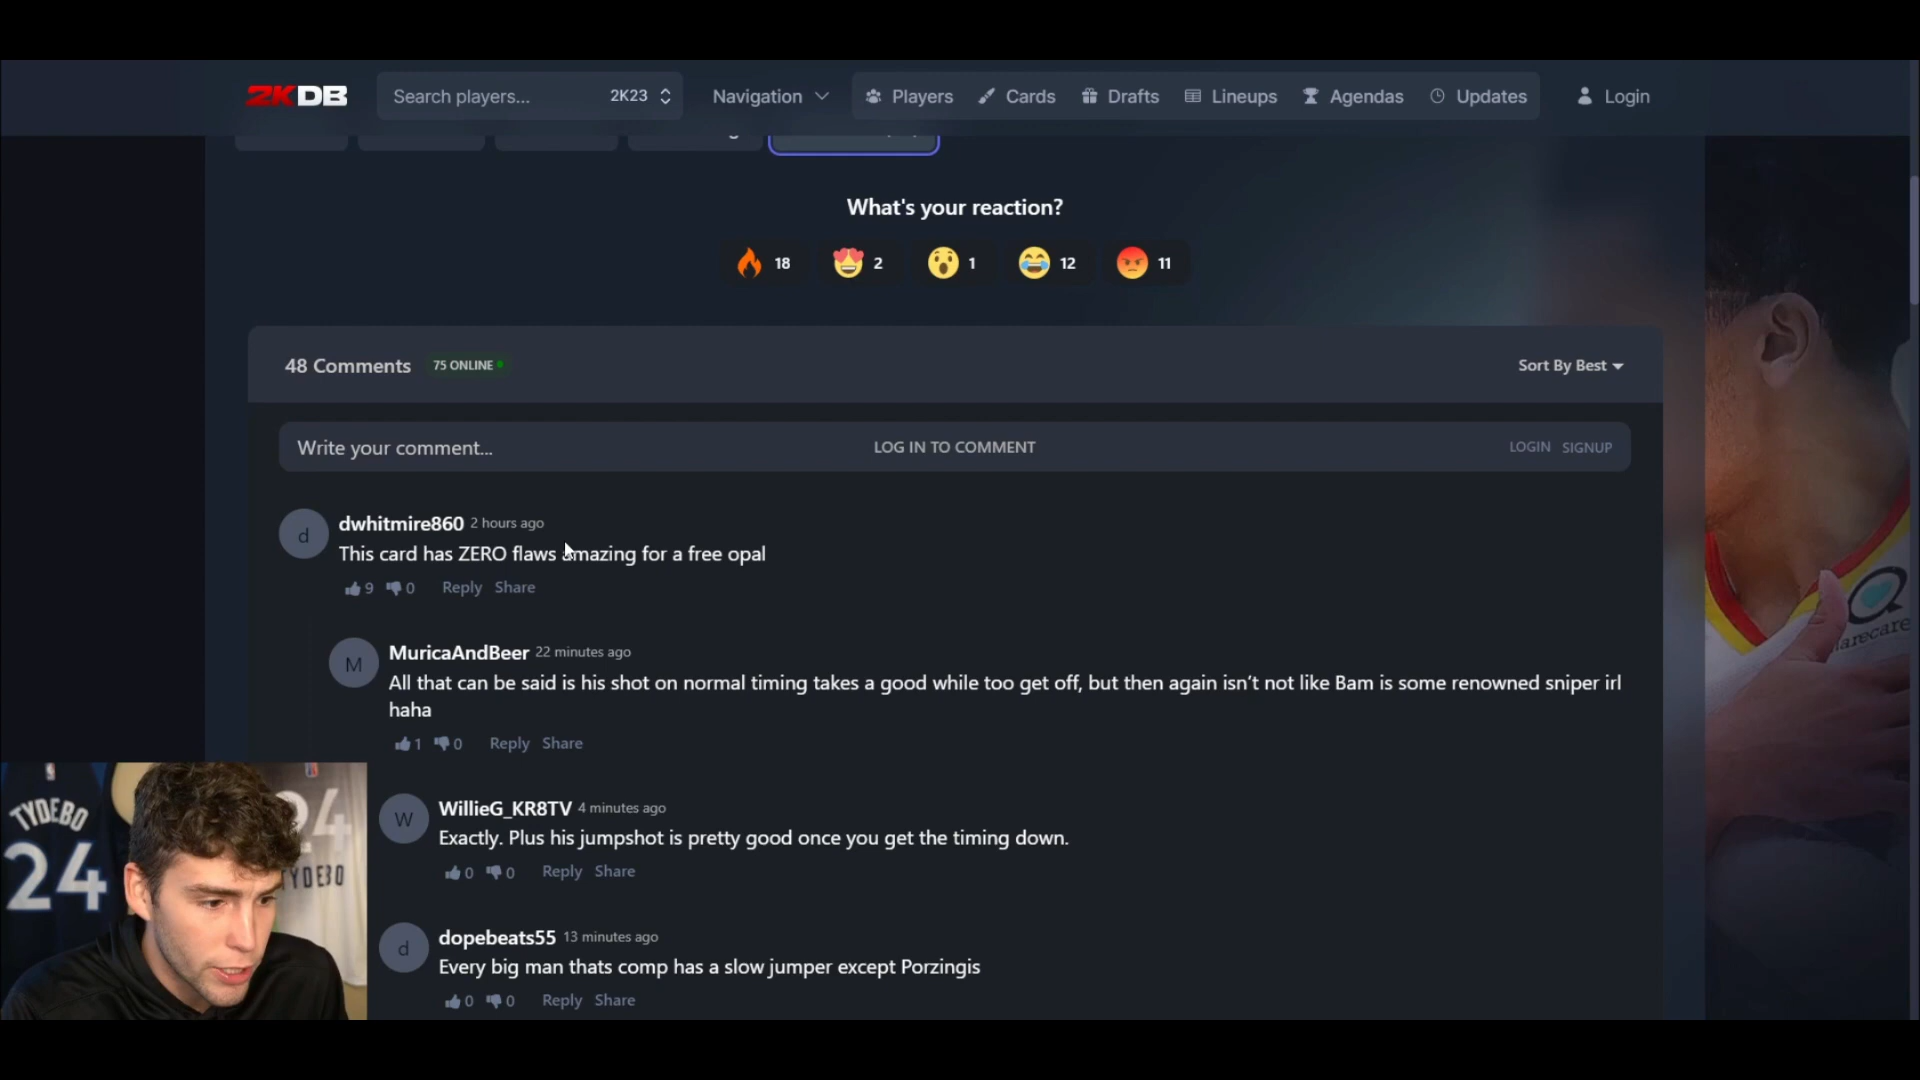 2KDB
Search players...
2K23
Navigation
Players
Cards
Drafts
Lineups
Agendas
Updates
Login
What's your reaction?
18
2
1
12
11
48 Comments
75 ONLINE
Sort By Best
Write your comment...
LOG IN TO COMMENT
LOGIN SIGNUP
d
dwhitmire860 2 hours ago
This card has ZERO flaws amazing for a free opal
9 0 Reply Share
M
MuricaAndBeer 22 minutes ago
All that can be said is his shot on normal timing takes a good while too get off, but then again isn't not like Bam is some renowned sniper irl
haha
1 0 Reply Share
W
WillieG_KR8TV 4 minutes ago
Exactly. Plus his jumpshot is pretty good once you get the timing down.
0 0 Reply Share
d
dopebeats55 13 minutes ago
Every big man thats comp has a slow jumper except Porzingis
0 0 Reply Share
TYDEBO
24
24
TYDEBO
arecare